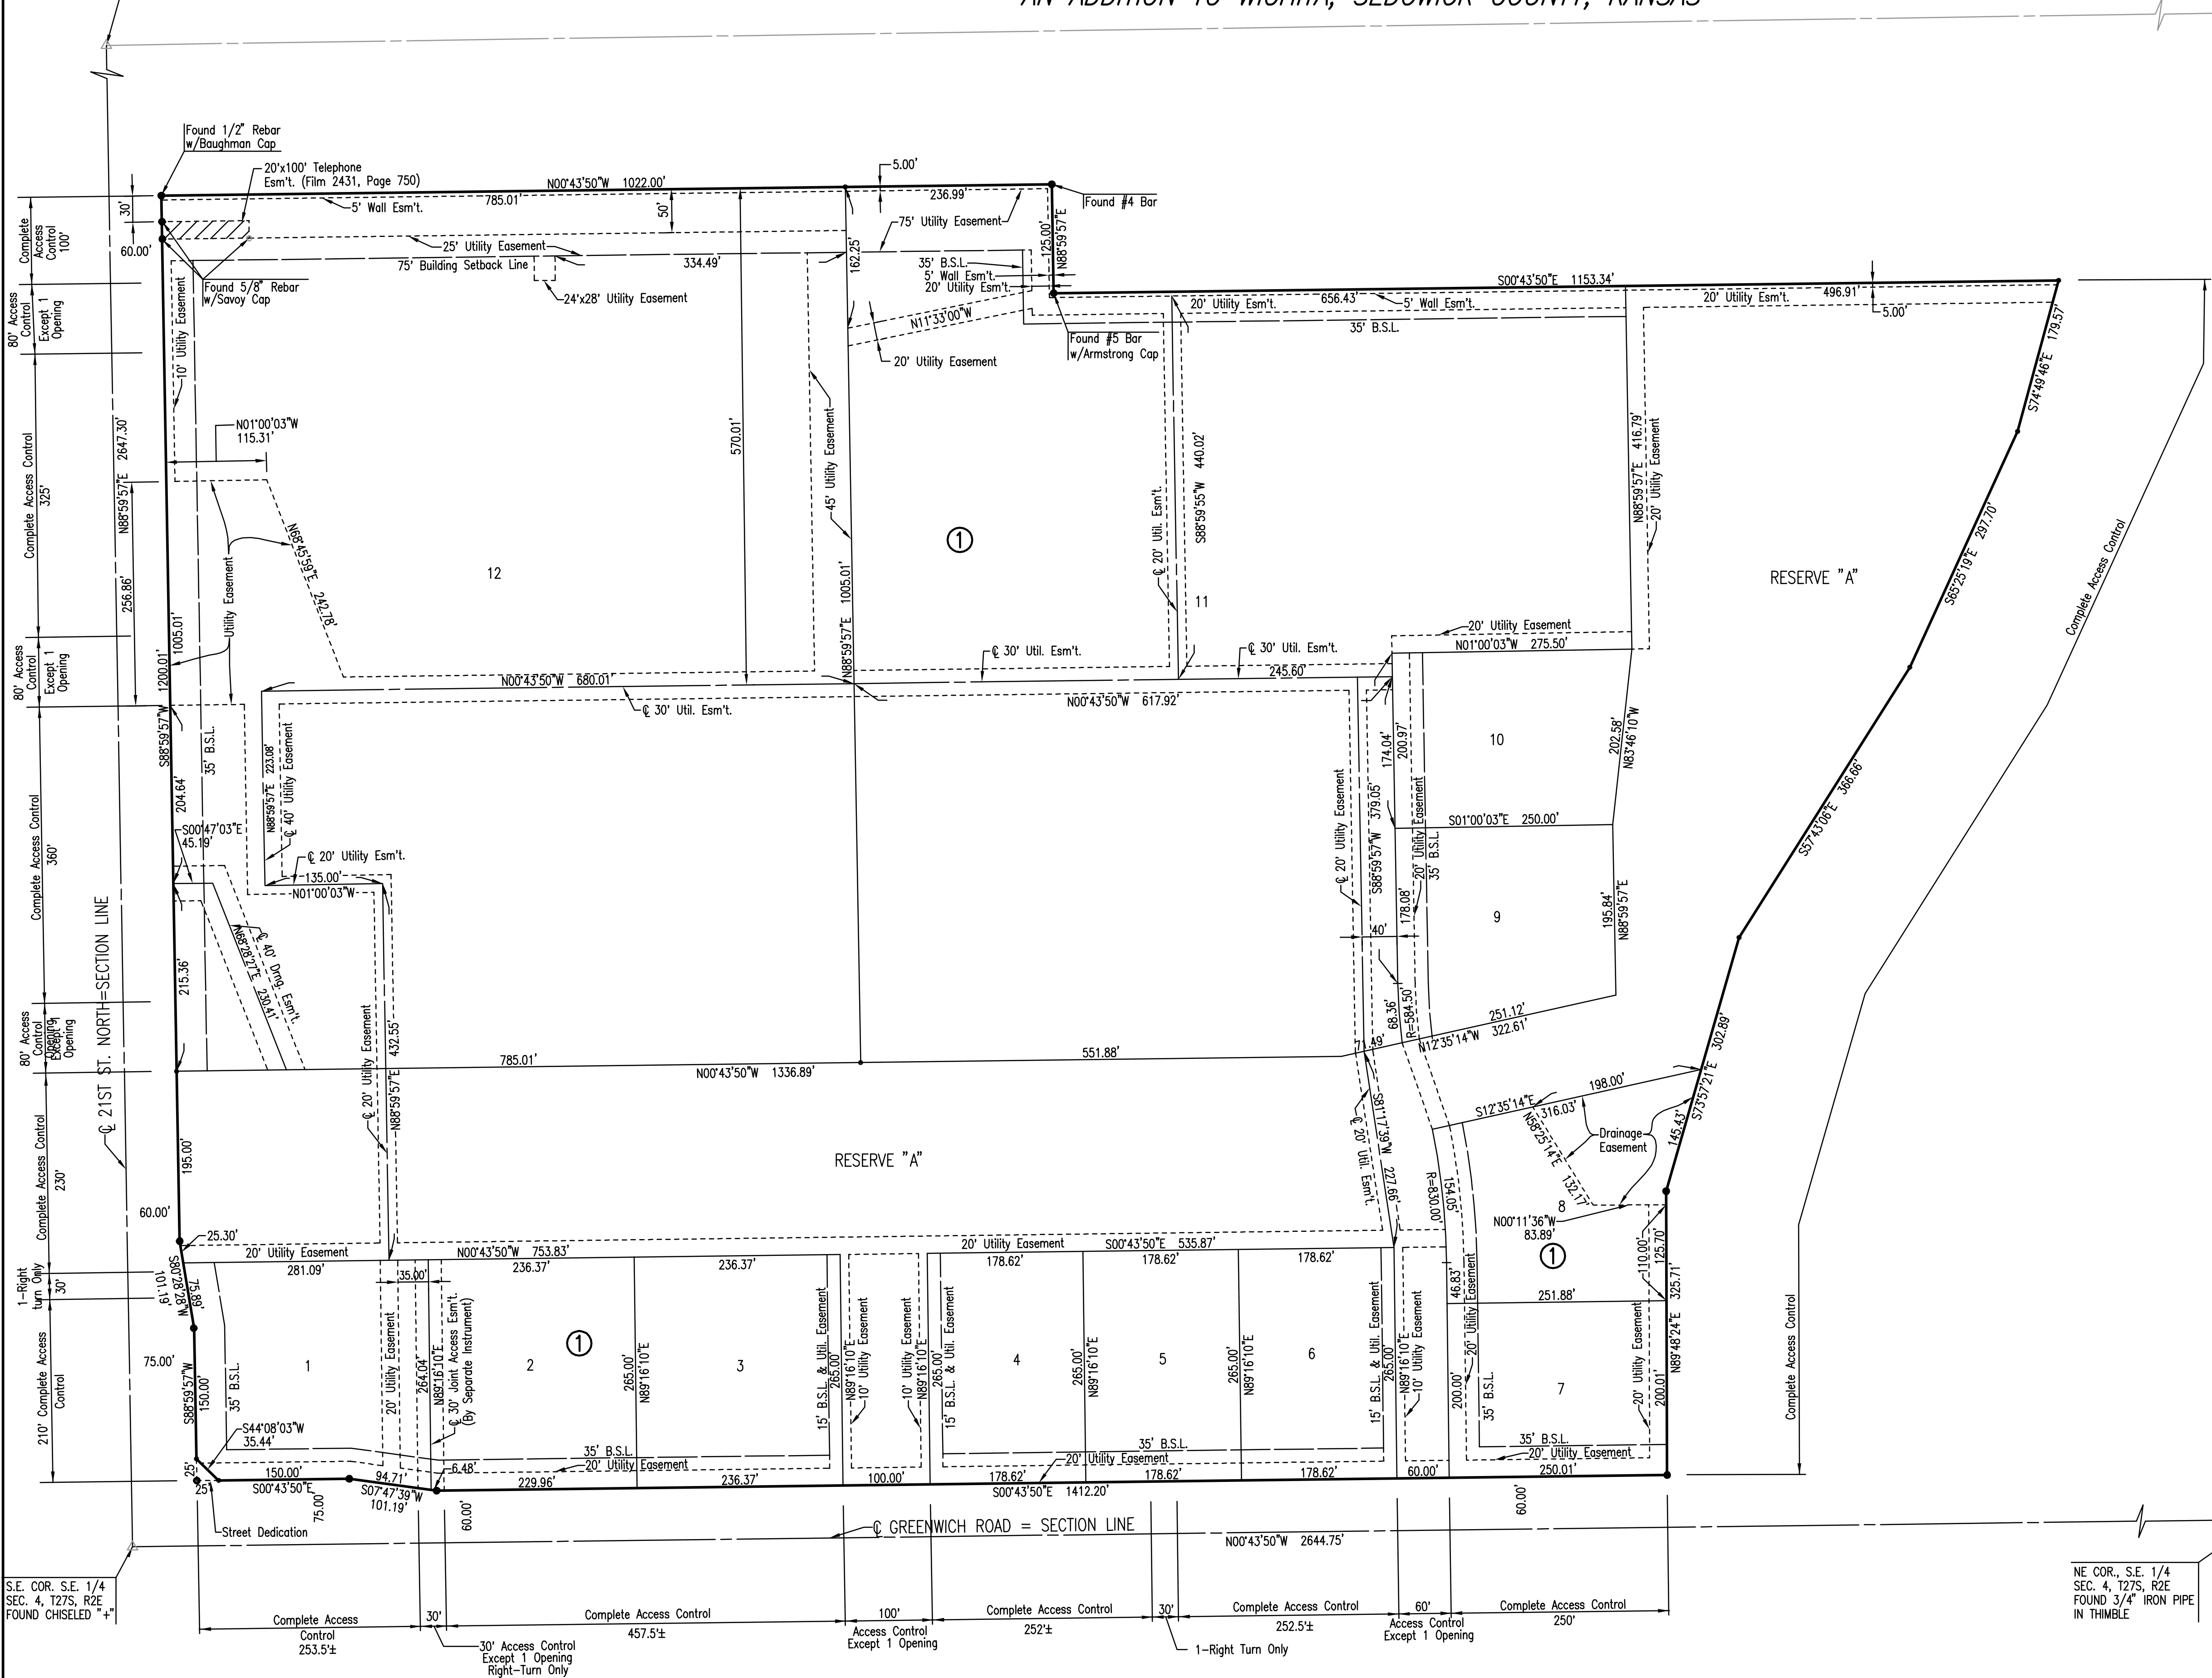 AN ADDITION TO WICHITA, SEDGWICK COUNTY, KANSAS
Found 1/2" Rebar
w/Baughman Cap
20'x100' Telephone
Esm't. (Film 2431, Page 750)
N00°43'50"W 1022.00'
785.01'
5' Wall Esm't.
50'
5.00'
236.99'
75' Utility Easement
Found #4 Bar
125.00'
N88°59'57"E
30'
60.00'
Complete
Access
Control
100'
25' Utility Easement
75' Building Setback Line
334.49'
162.25'
35' B.S.L.
5' Wall Esm't.
20' Utility Esm't.
Found 5/8" Rebar
w/Savoy Cap
24'x28' Utility Easement
N11°33'00"W
20' Utility Easement
Found #5 Bar
w/Armstrong Cap
S00°43'50"E 1153.34'
20' Utility Esm't.
656.43'
5' Wall Esm't.
20' Utility Esm't.
496.91'
5.00'
35' B.S.L.
80' Access
Control
Except 1
Opening
10' Utility Easement
S74°49'46"E 179.57'
N01°00'03"W
115.31'
Complete Access Control
325'
N88°59'57"E 2647.30'
256.86'
570.01'
45' Utility Easement
℄ 20' Util. Esm't.
S88°59'55"W 440.02'
N88°59'57"E 416.79'
20' Utility Easement
①
12
11
RESERVE "A"
S65°25'19"E 297.70'
Complete Access Control
N68°45'59"E 242.78'
Utility Easement
1005.01'
1200.01'
S88°59'57"W
N88°59'57"E 1005.01'
80' Access
Control
Except 1
Opening
N00°43'50"W 680.01'
℄ 30' Util. Esm't.
℄ 30' Util. Esm't.
℄ 30' Util. Esm't.
245.60'
N00°43'50"W 617.92'
20' Utility Easement
N01°00'03"W 275.50'
10
202.58'
N83°46'10"W
174.04'
200.97'
S01°00'03"E 250.00'
20' Utility Easement
35' B.S.L.
S57°43'06"E 366.66'
35' B.S.L.
204.64'
N88°59'57"E 223.08'
℄ 40' Utility Easement
S00°47'03"E
45.19'
℄ 20' Utility Esm't.
135.00'
N01°00'03"W
Complete Access Control
360'
℄ 21ST ST. NORTH=SECTION LINE
215.36'
N68°28'27"E 230.41'
℄ 40' Drng. Esm't.
℄ 20' Utility Easement
S88°59'57"W 379.05'
178.08'
40'
9
195.84'
N88°59'57"E
68.36'
R=584.50'
251.12'
N12°35'14"W 322.61'
71.49'
80' Access
Control
Opening
Except 1
Opening
℄ 20' Utility Easement
N88°59'57"E 432.55'
785.01'
N00°43'50"W 1336.89'
551.88'
S73°57'21"E 302.89'
145.43'
198.00'
S12°35'14"E
316.03'
N58°25'14"E 132.17'
Drainage
Easement
Complete Access Control
230'
195.00'
60.00'
RESERVE "A"
S81°17'39"W 227.66'
℄ 20' Util. Esm't.
R=830.00'
154.05'
8
N00°11'36"W
83.89'
①
25.30'
20' Utility Easement
N00°43'50"W 753.83'
281.09'
35.00'
236.37'
236.37'
20' Utility Easement
S00°43'50"E 535.87'
178.62'
178.62'
178.62'
46.83'
110.00'
125.70'
251.88'
N89°48'24"E 325.71'
1-Right
turn Only
30'
S80°28'28"W
101.19'
75.89'
75.00'
S88°59'57"W
150.00'
35' B.S.L.
1
20' Utility Easement
264.04'
N89°16'10"E
℄ 30' Joint Access Esm't.
(By Separate Instrument)
①
2
265.00'
N89°16'10"E
3
15' B.S.L. & Util. Easement
265.00'
N89°16'10"E
10' Utility Easement
10' Utility Easement
N89°16'10"E
265.00'
15' B.S.L. & Util. Easement
4
265.00'
N89°16'10"E
5
265.00'
N89°16'10"E
6
15' B.S.L. & Util. Easement
265.00'
N89°16'10"E
10' Utility Easement
200.00'
20' Utility Easement
35' B.S.L.
7
20' Utility Easement
200.01'
Complete Access Control
210' Complete Access
Control
S44°08'03"W
35.44'
25'
25'
150.00'
S00°43'50"E
75.00'
94.71'
S07°47'39"W
101.19'
6.48'
60.00'
35' B.S.L.
20' Utility Easement
229.96'
236.37'
100.00'
35' B.S.L.
20' Utility Easement
178.62'
178.62'
178.62'
60.00'
35' B.S.L.
20' Utility Easement
250.01'
S00°43'50"E 1412.20'
60.00'
Street Dedication
℄ GREENWICH ROAD = SECTION LINE
N00°43'50"W 2644.75'
S.E. COR. S.E. 1/4
SEC. 4, T27S, R2E
FOUND CHISELED "+"
NE COR., S.E. 1/4
SEC. 4, T27S, R2E
FOUND 3/4" IRON PIPE
IN THIMBLE
Complete Access
Control
253.5'±
30'
30' Access Control
Except 1 Opening
Right-Turn Only
Complete Access Control
457.5'±
100'
Access Control
Except 1 Opening
Complete Access Control
252'±
30'
1-Right Turn Only
Complete Access Control
252.5'±
60'
Access Control
Except 1 Opening
Complete Access Control
250'